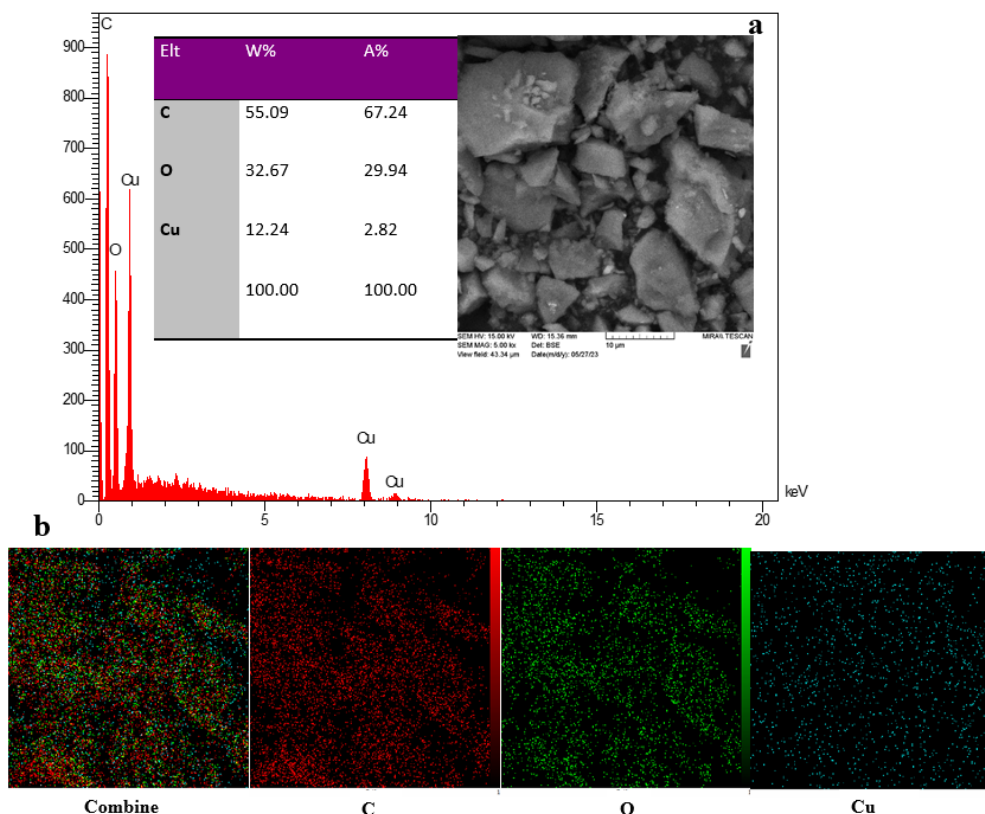 a
C
900
800
700
600
500
400
300
200
100
0
Cu
O
Cu
Cu
Elt W% A%
C 55.09 67.24
O 32.67 29.94
Cu 12.24 2.82
100.00 100.00
SEM HV: 15.00 kV WD: 15.36 mm MIRA\\ TESCAN
SEM MAG: 5.00 kx Det: BSE 10 µm
View field: 43.34 µm Date(m/d/y): 05/27/23
0 5 10 15 20 keV
b
Combine C O Cu